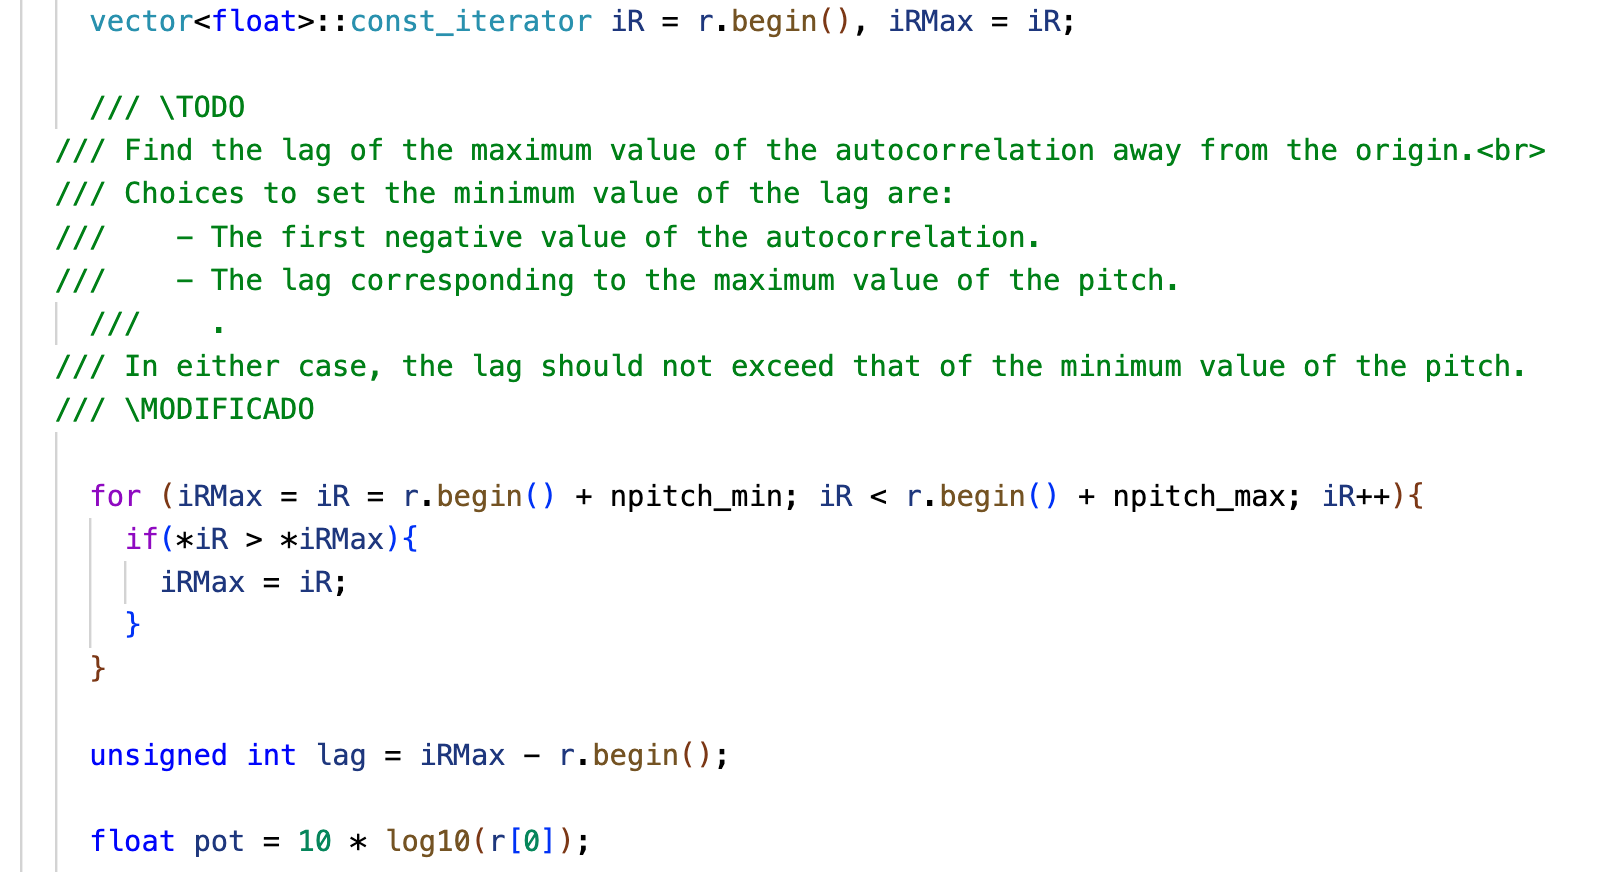 vector<float>::const_iterator iR = r.begin(), iRMax = iR;
/// \TODO
/// Find the lag of the maximum value of the autocorrelation away from the origin.<br>
/// Choices to set the minimum value of the lag are:
///    - The first negative value of the autocorrelation.
///    - The lag corresponding to the maximum value of the pitch.
///    .
/// In either case, the lag should not exceed that of the minimum value of the pitch.
/// \MODIFICADO
for (iRMax = iR = r.begin() + npitch_min; iR < r.begin() + npitch_max; iR++){
if(*iR > *iRMax){
iRMax = iR;
}
}
unsigned int lag = iRMax - r.begin();
float pot = 10 * log10(r[0]);